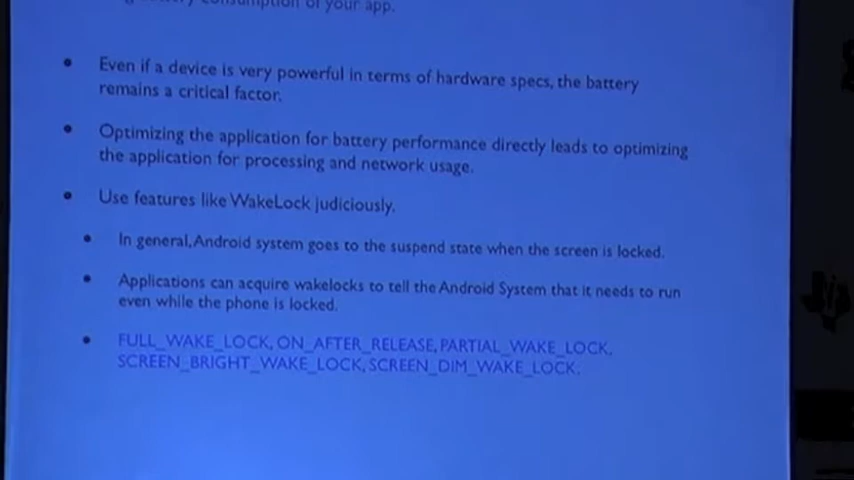 consumption of your app.
Even if a device is very powerful in terms of hardware specs, the battery
remains a critical factor.
Optimizing the application for battery performance directly leads to optimizing
the application for processing and network usage.
Use features like WakeLock judiciously.
In general, Android system goes to the suspend state when the screen is locked.
Applications can acquire wakelocks to tell the Android System that it needs to run
even while the phone is locked.
FULL_WAKE_LOCK, ON_AFTER_RELEASE, PARTIAL_WAKE_LOCK,
SCREEN_BRIGHT_WAKE_LOCK, SCREEN_DIM_WAKE_LOCK.